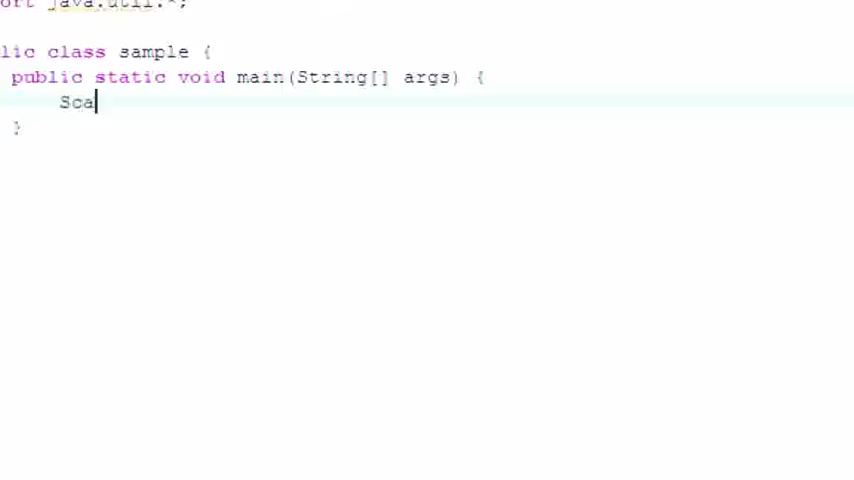 ort java.util.*;
lic class sample {
public static void main(String[] args) {
Sca
}